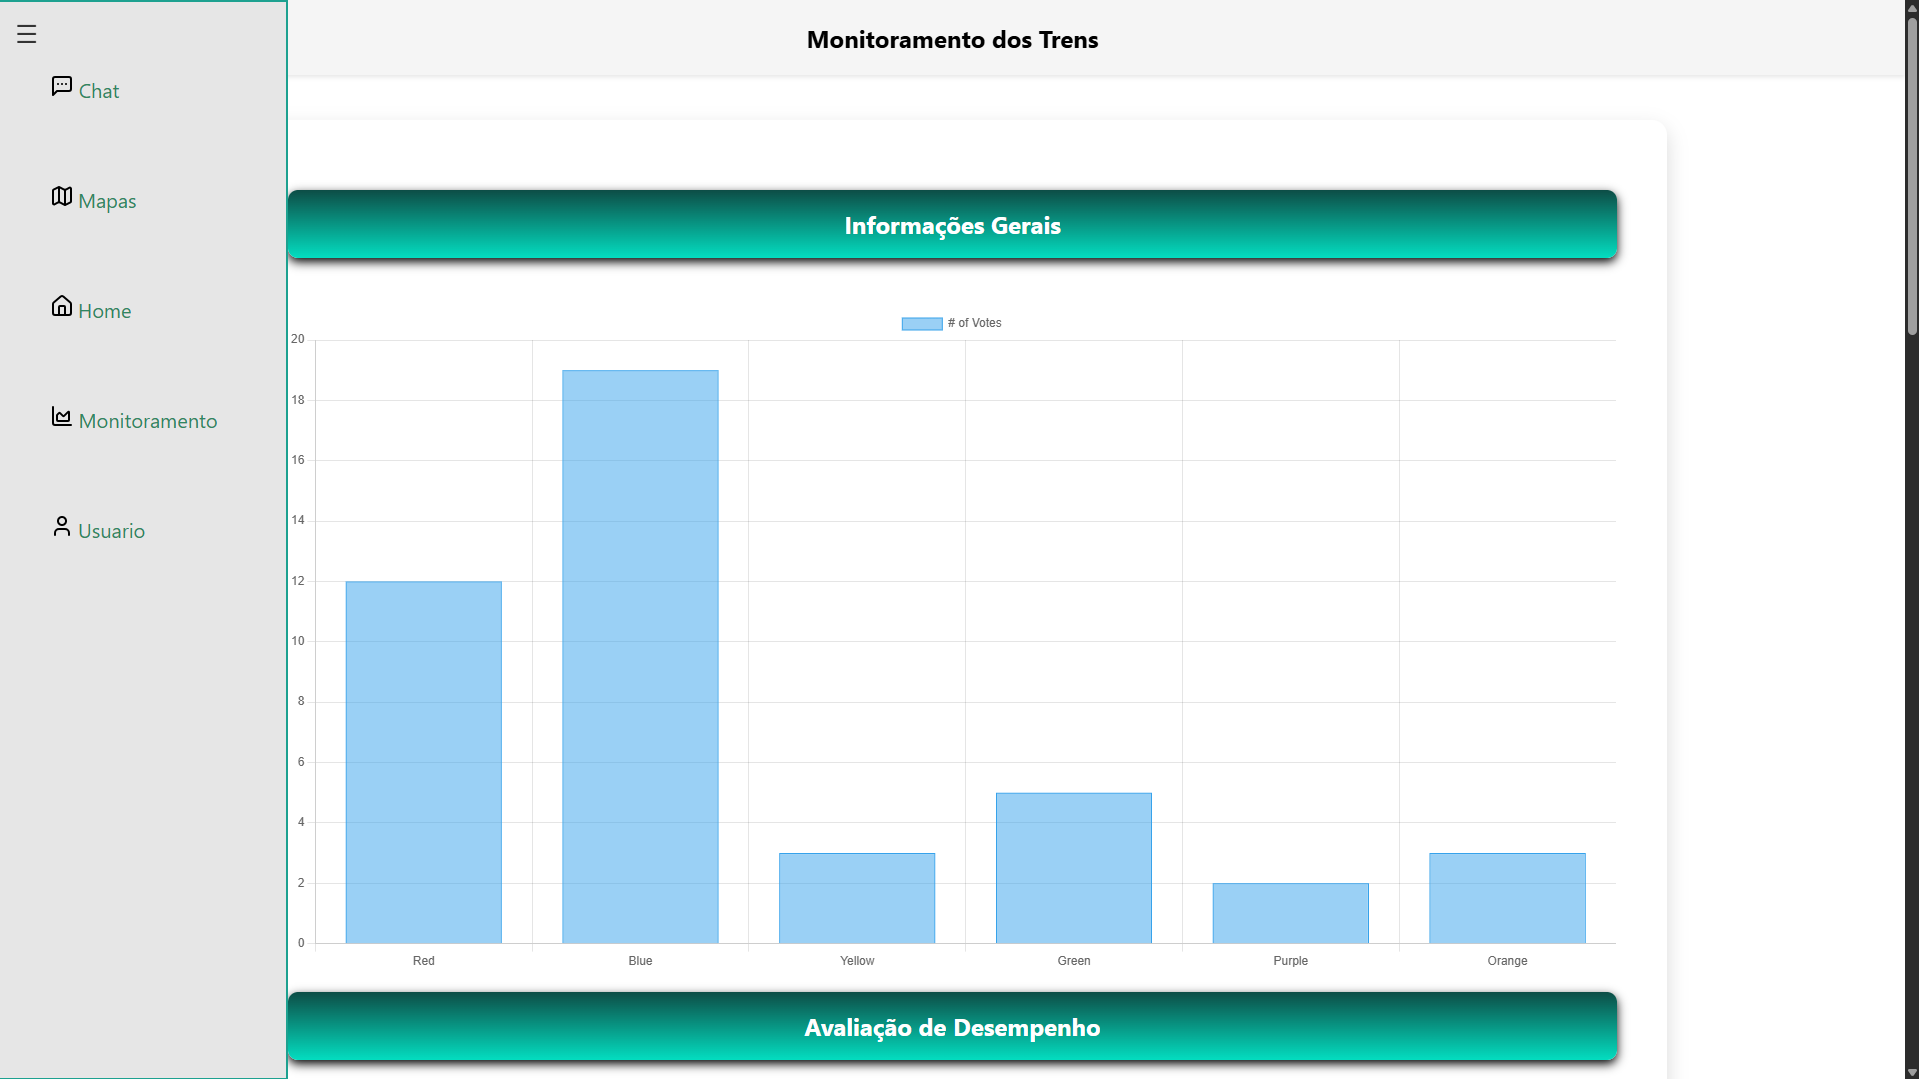 Monitoramento dos Trens
Chat
Mapas
Home
Monitoramento
Usuario
Informações Gerais
# of Votes
20
18
16
14
12
10
8
6
4
2
0
Red Blue Yellow Green Purple Orange
Avaliação de Desempenho